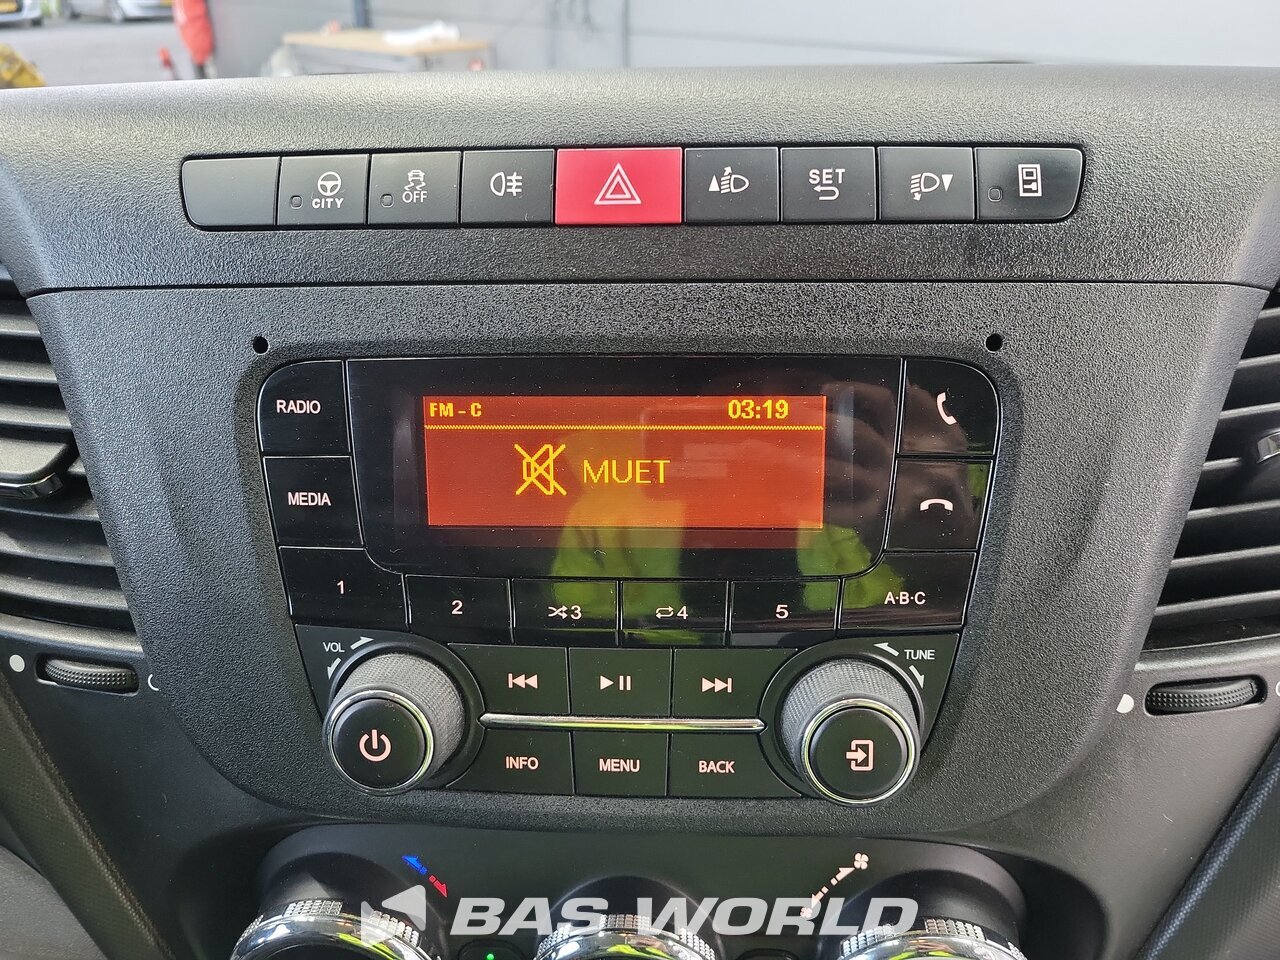 CITY
OFF
SET
RADIO
FM - C 03:19
MUET
MEDIA
1 2 3 4 5 A·B·C
VOL
TUNE
INFO MENU BACK
BAS WORLD